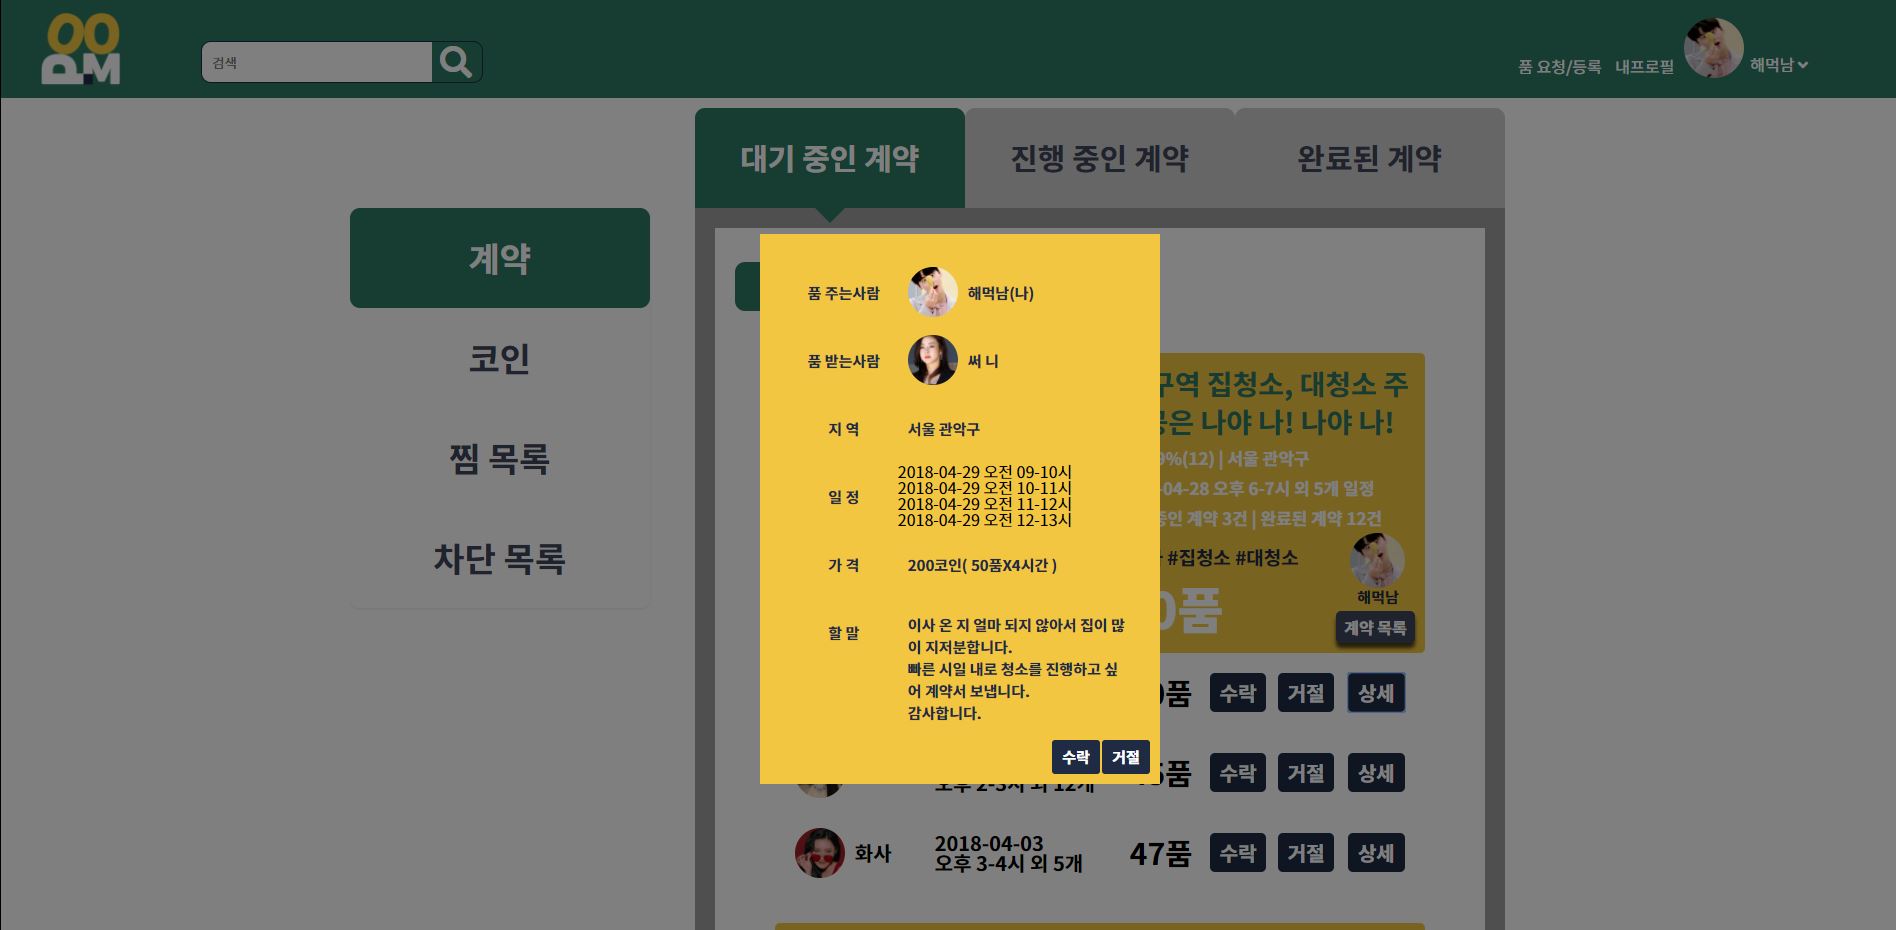 OO
P.M
검색
품 요청/등록 내프로필 해먹남
대기 중인 계약
진행 중인 계약
완료된 계약
계약
코인
찜 목록
차단 목록
품 주는사람 해먹남(나)
품 받는사람 써 니
지 역 서울 관악구
일 정
2018-04-29 오전 09-10시
2018-04-29 오전 10-11시
2018-04-29 오전 11-12시
2018-04-29 오전 12-13시
가 격 200코인( 50품X4시간 )
할 말
이사 온 지 얼마 되지 않아서 집이 많
이 지저분합니다.
빠른 시일 내로 청소를 진행하고 싶
어 계약서 보냅니다.
감사합니다.
수락 거절
구역 집청소, 대청소 주
공은 나야 나! 나야 나!
9%(12) | 서울 관악구
-04-28 오후 6-7시 외 5개 일정
중인 계약 3건 | 완료된 계약 12건
#집청소 #대청소
0품
해먹남
계약 목록
0품 수락 거절 상세
오후 2-3시 외 12개
5품 수락 거절 상세
화사
2018-04-03
오후 3-4시 외 5개
47품 수락 거절 상세